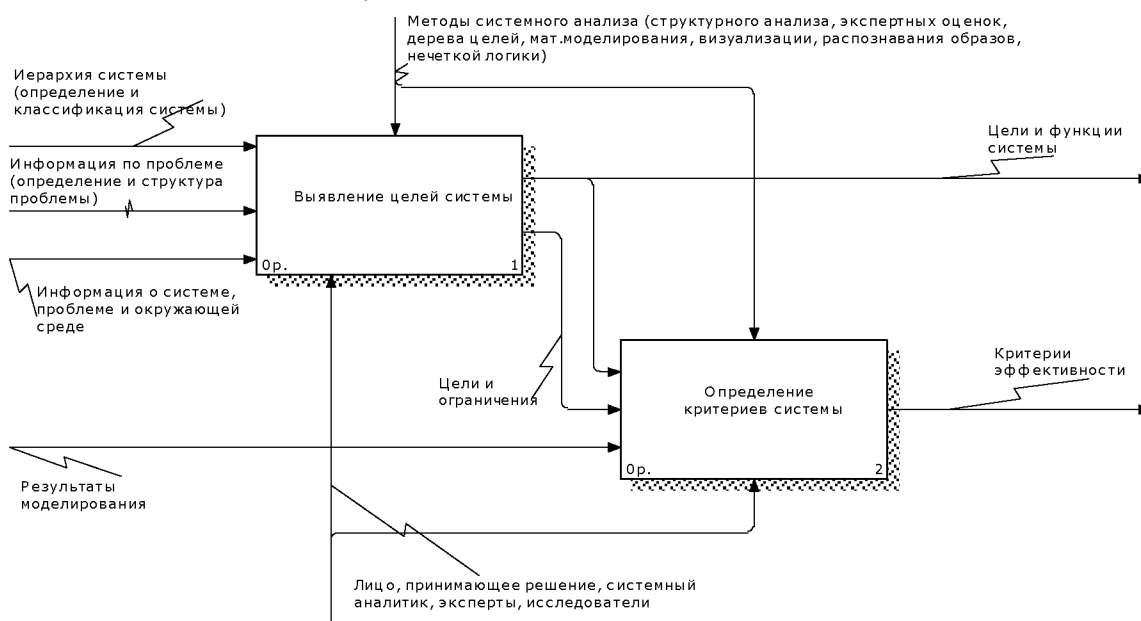 Методы системного анализа (структурного анализа, экспертных оценок,
дерева целей, мат.моделирования, визуализации, распознавания образов,
нечеткой логики)
Иерархия системы
(определение и
классификация системы)
Информация по проблеме
(определение и структура
проблемы)
Выявление целей системы
0р.
1
Цели и функции
системы
Информация о системе,
проблеме и окружающей
среде
Цели и
ограничения
Определение
критериев системы
0р.
2
Критерии
эффективности
Результаты
моделирования
Лицо, принимающее решение, системный
аналитик, эксперты, исследователи